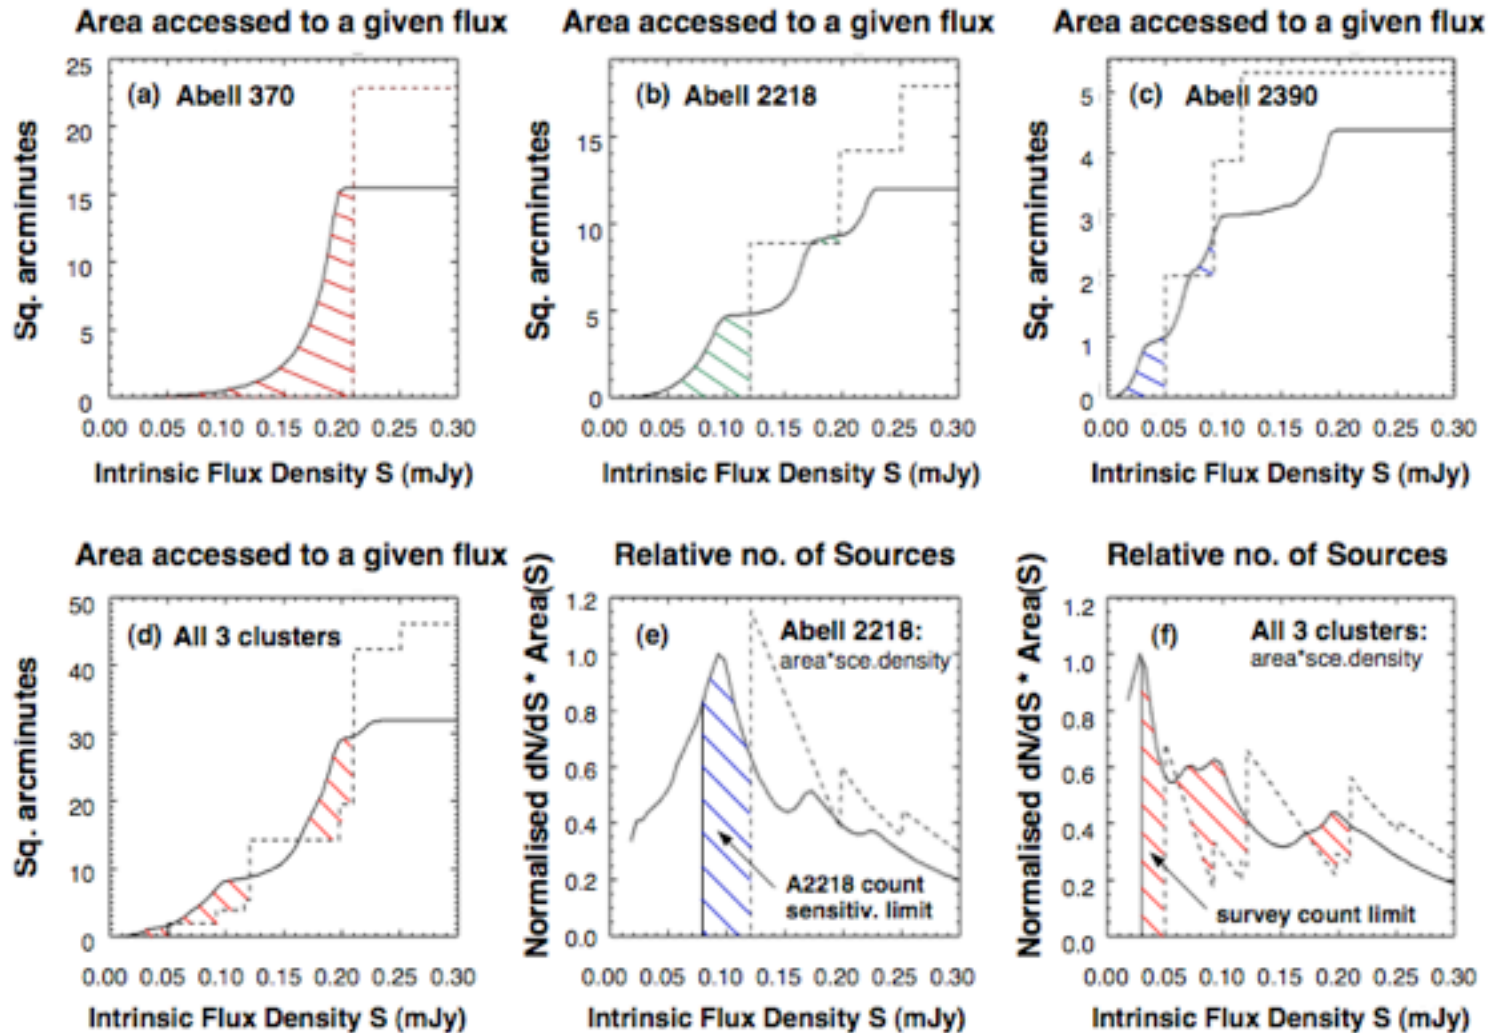 Area accessed to a given flux
25
20
15
10
5
0
Sq. arcminutes
(a) Abell 370
0.00 0.05 0.10 0.15 0.20 0.25 0.30
Intrinsic Flux Density S (mJy)
Area accessed to a given flux
15
10
5
0
Sq. arcminutes
(b) Abell 2218
0.00 0.05 0.10 0.15 0.20 0.25 0.30
Intrinsic Flux Density S (mJy)
Area accessed to a given flux
5
4
3
2
1
0
Sq. arcminutes
(c) Abell 2390
0.00 0.05 0.10 0.15 0.20 0.25 0.30
Intrinsic Flux Density S (mJy)
Area accessed to a given flux
50
40
30
20
10
0
Sq. arcminutes
(d) All 3 clusters
0.00 0.05 0.10 0.15 0.20 0.25 0.30
Intrinsic Flux Density S (mJy)
Relative no. of Sources
1.2
1.0
0.8
0.6
0.4
0.2
0.0
Normalised dN/dS * Area(S)
(e) Abell 2218:
area*sce.density
A2218 count
sensitiv. limit
0.00 0.05 0.10 0.15 0.20 0.25 0.30
Intrinsic Flux Density S (mJy)
Relative no. of Sources
1.2
1.0
0.8
0.6
0.4
0.2
0.0
Normalised dN/dS * Area(S)
(f) All 3 clusters:
area*sce.density
survey count limit
0.00 0.05 0.10 0.15 0.20 0.25 0.30
Intrinsic Flux Density S (mJy)